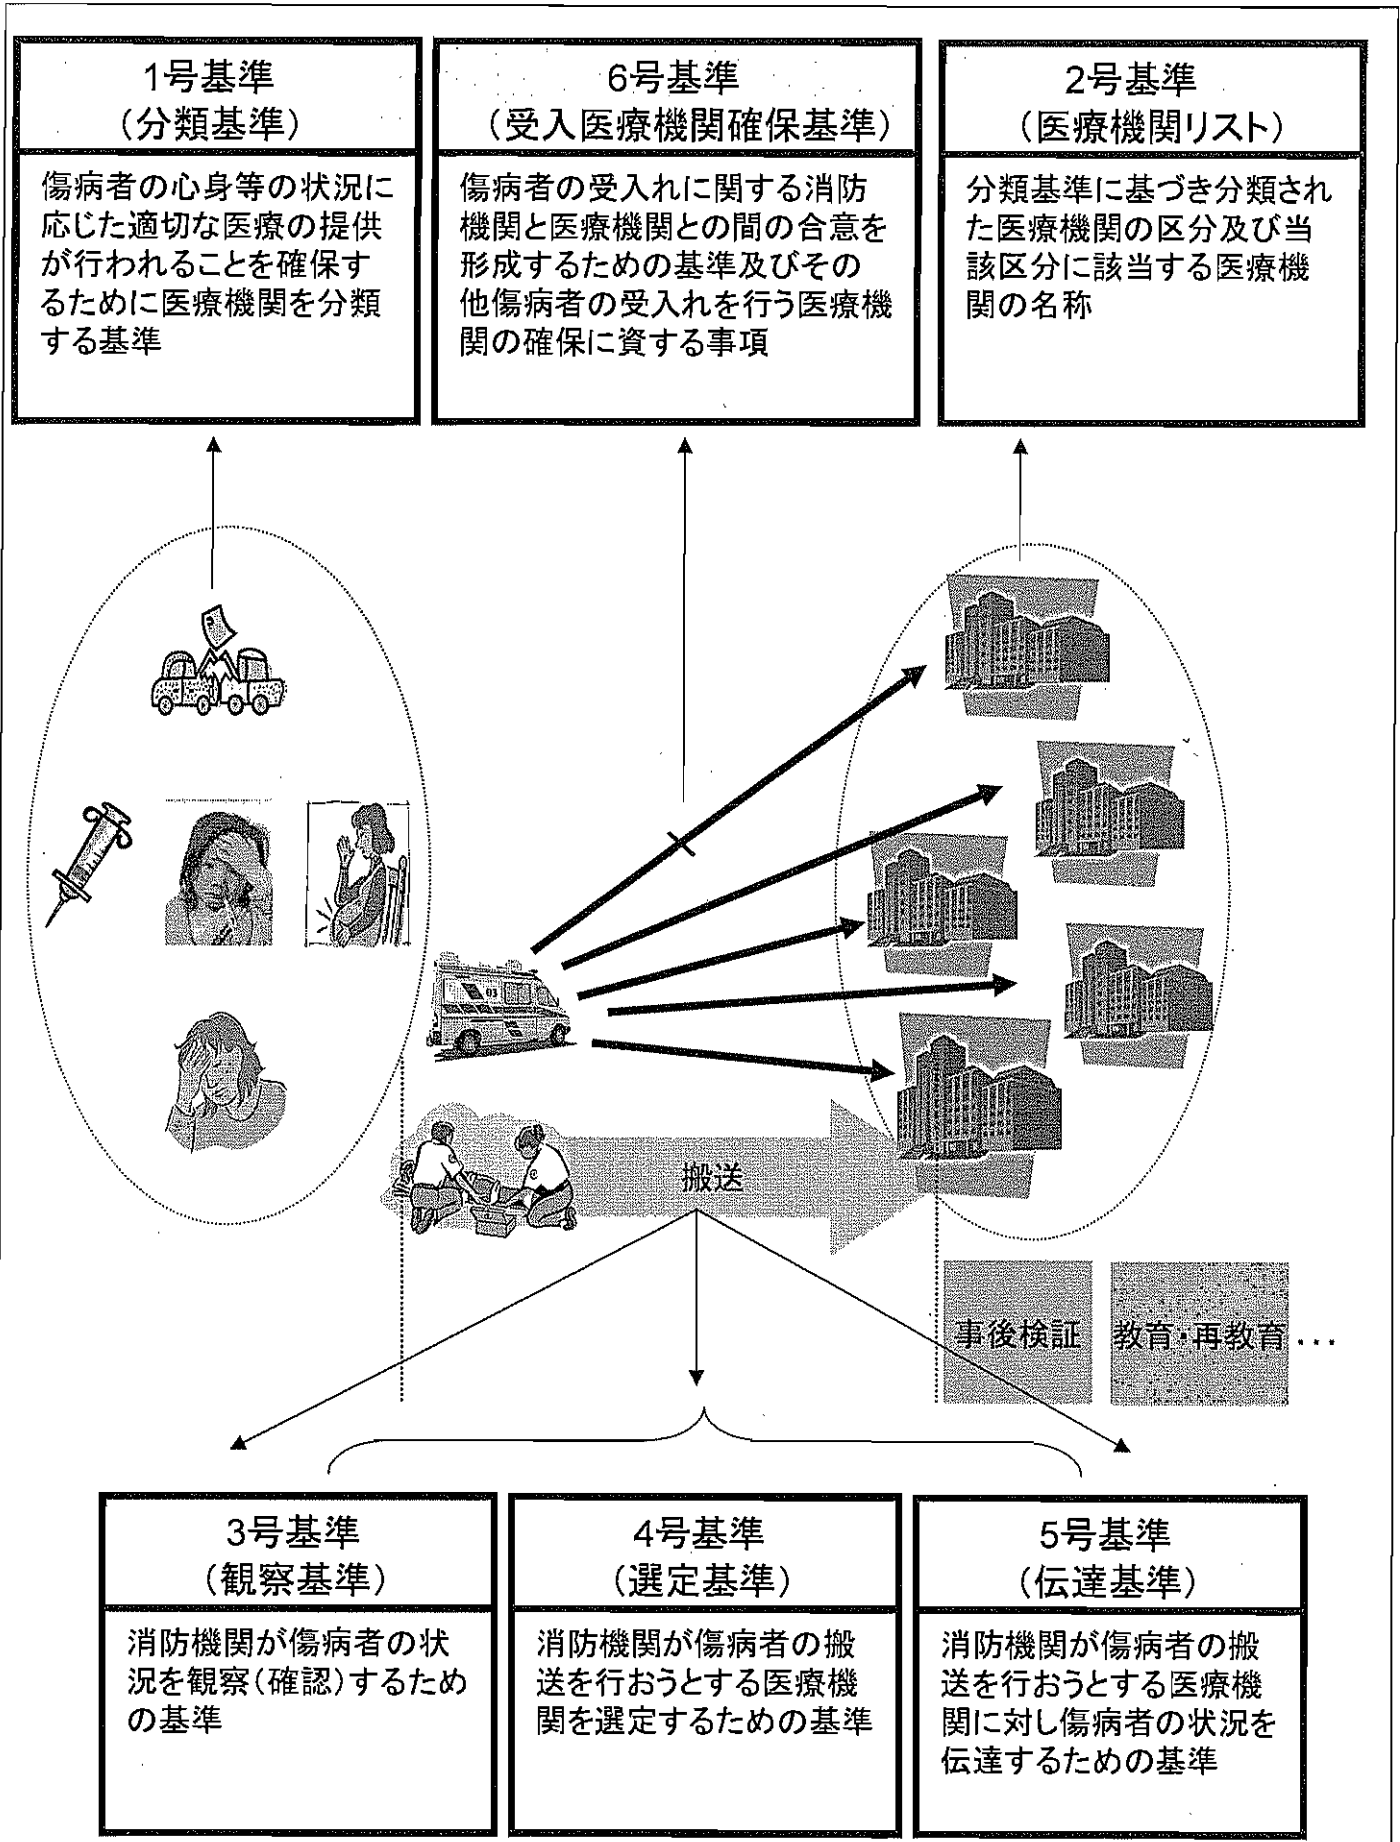 1号基準
(分類基準)
傷病者の心身等の状況に
応じた適切な医療の提供
が行われることを確保す
るために医療機関を分類
する基準
6号基準
(受入医療機関確保基準)
傷病者の受入れに関する消防
機関と医療機関との間の合意を
形成するための基準及びその
他傷病者の受入れを行う医療機
関の確保に資する事項
2号基準
(医療機関リスト)
分類基準に基づき分類され
た医療機関の区分及び当
該区分に該当する医療機
関の名称
03
搬送
事後検証
教育・再教育 ...
3号基準
(観察基準)
消防機関が傷病者の状
況を観察(確認)するため
の基準
4号基準
(選定基準)
消防機関が傷病者の搬
送を行おうとする医療機
関を選定するための基準
5号基準
(伝達基準)
消防機関が傷病者の搬
送を行おうとする医療機
関に対し傷病者の状況を
伝達するための基準